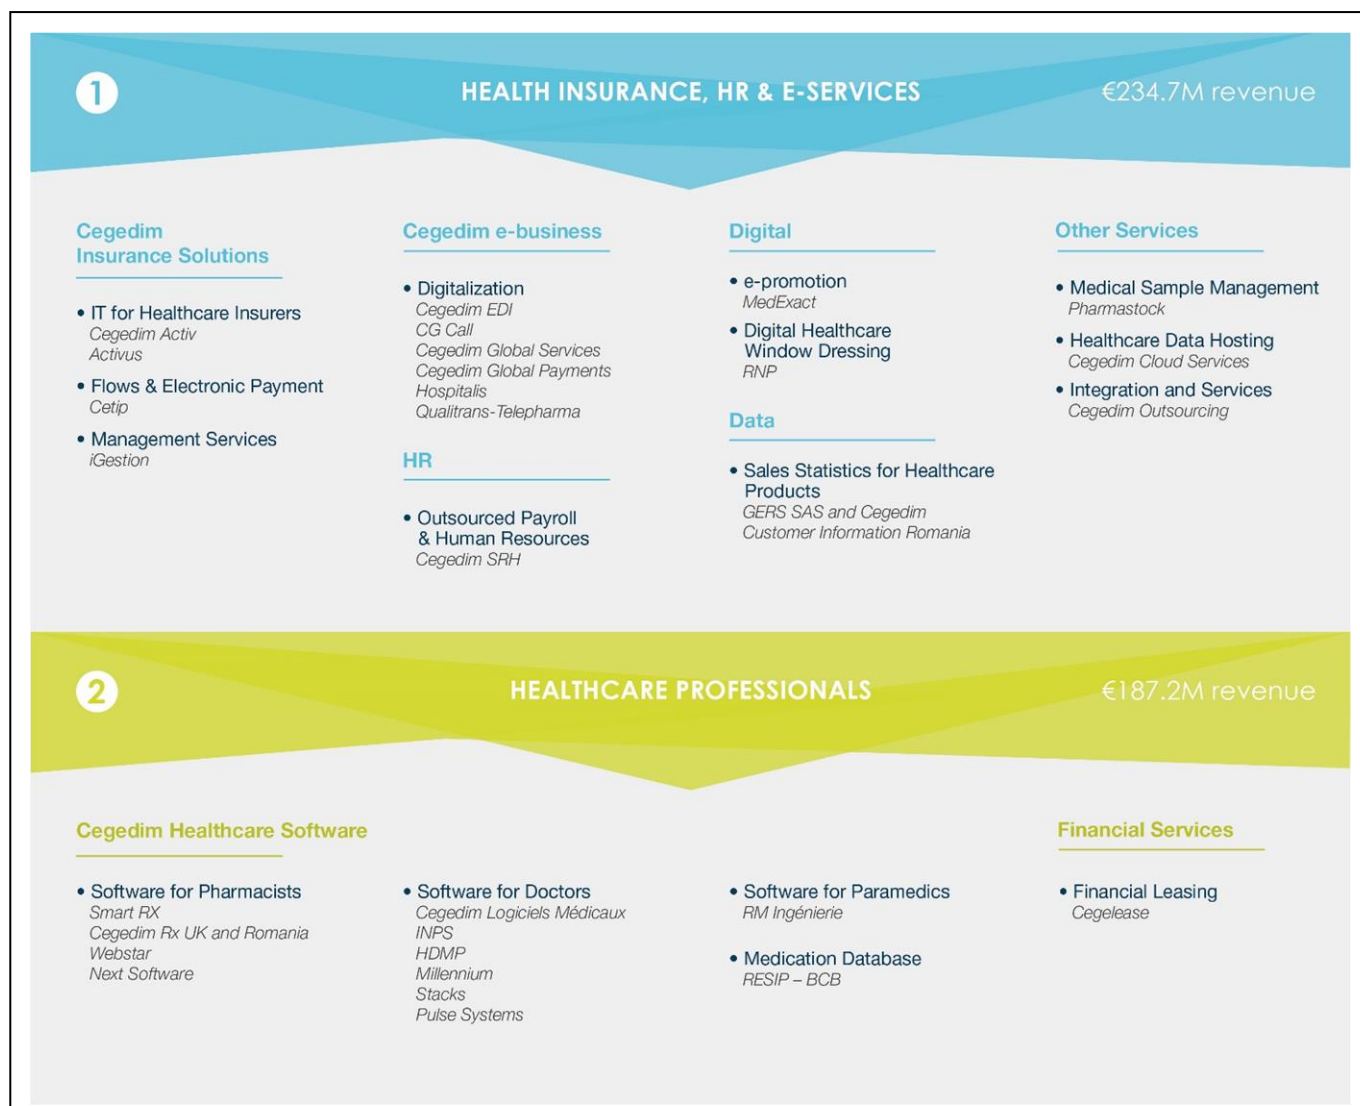 1
HEALTH INSURANCE, HR & E-SERVICES
€234.7M revenue
Cegedim
Insurance Solutions
• IT for Healthcare Insurers
Cegedim Activ
Activus
• Flows & Electronic Payment
Cetip
• Management Services
iGestion
Cegedim e-business
• Digitalization
Cegedim EDI
CG Call
Cegedim Global Services
Cegedim Global Payments
Hospitalis
Qualitrans-Telepharma
HR
• Outsourced Payroll
& Human Resources
Cegedim SRH
Digital
• e-promotion
MedExact
• Digital Healthcare
Window Dressing
RNP
Data
• Sales Statistics for Healthcare
Products
GERS SAS and Cegedim
Customer Information Romania
Other Services
• Medical Sample Management
Pharmastock
• Healthcare Data Hosting
Cegedim Cloud Services
• Integration and Services
Cegedim Outsourcing
2
HEALTHCARE PROFESSIONALS
€187.2M revenue
Cegedim Healthcare Software
• Software for Pharmacists
Smart RX
Cegedim Rx UK and Romania
Webstar
Next Software
• Software for Doctors
Cegedim Logiciels Médicaux
INPS
HDMP
Millennium
Stacks
Pulse Systems
• Software for Paramedics
RM Ingénierie
• Medication Database
RESIP – BCB
Financial Services
• Financial Leasing
Cegelease